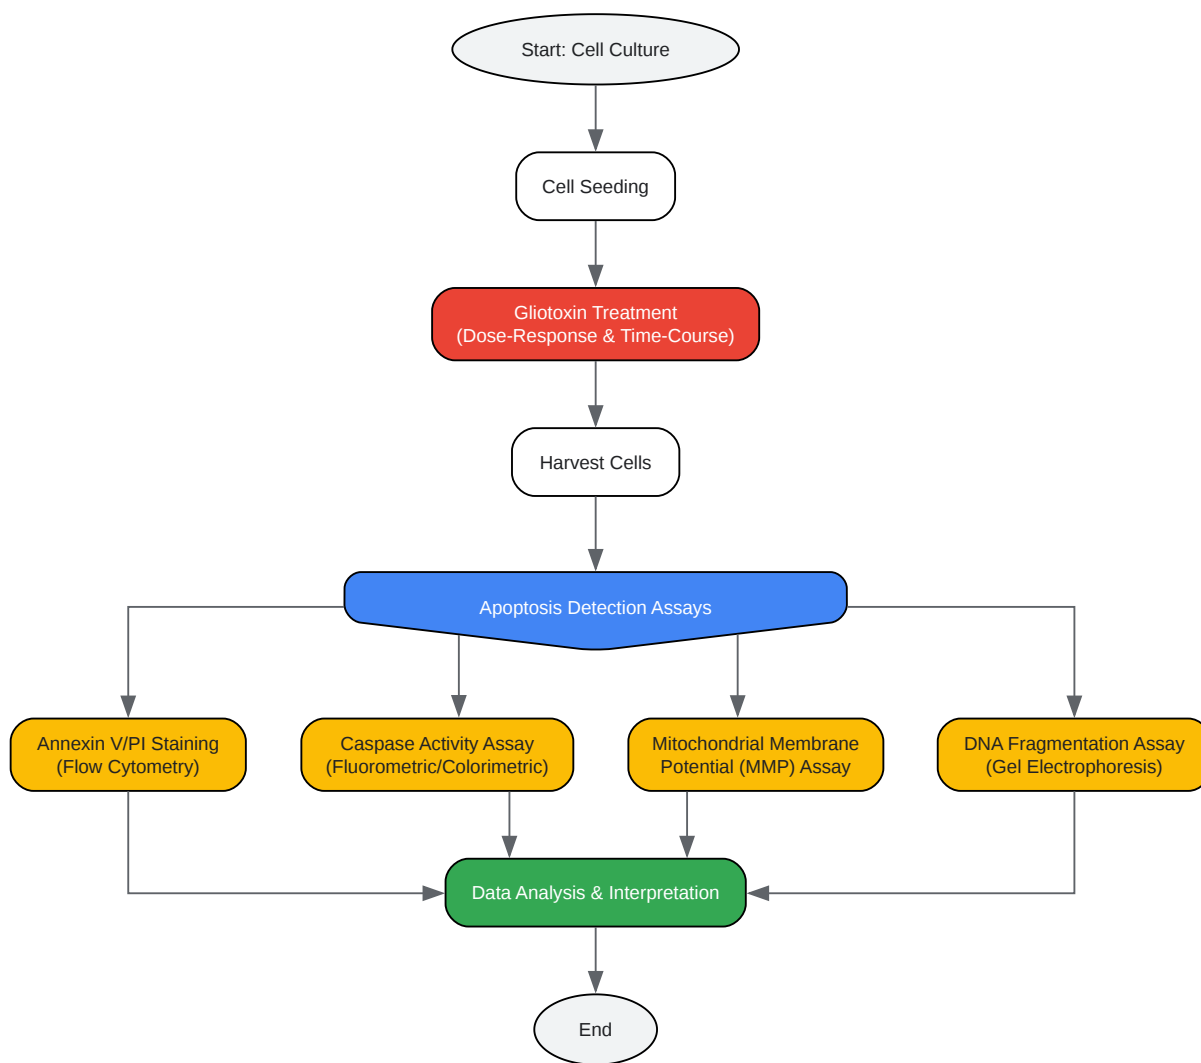 Start: Cell Culture
Cell Seeding
Gliotoxin Treatment
(Dose-Response & Time-Course)
Harvest Cells
Apoptosis Detection Assays
Annexin V/PI Staining
(Flow Cytometry)
Caspase Activity Assay
(Fluorometric/Colorimetric)
Mitochondrial Membrane
Potential (MMP) Assay
DNA Fragmentation Assay
(Gel Electrophoresis)
Data Analysis & Interpretation
End